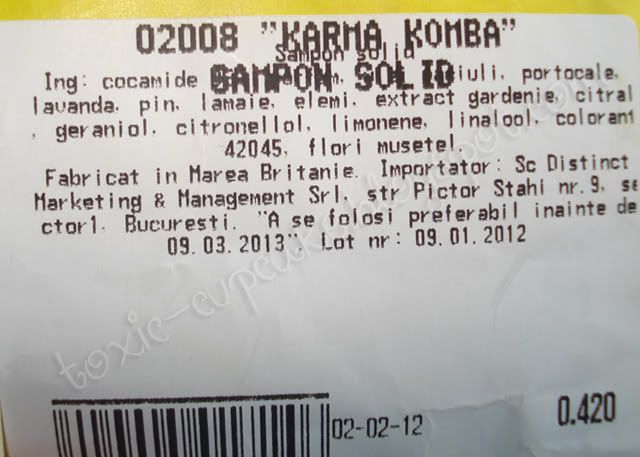 02008 "KARMA KOMBA"
Sampon solid
SAMPON SOLID
Ing: cocamide iuli, portocale,
lavanda, pin, lamaie, elemi, extract gardenie, citral
, geraniol, citronellol, limonene, linalool, colorant
42045, flori musetel.
Fabricat in Marea Britanie. Importator: Sc Distinct
Marketing & Management Srl, str Pictor Stahi nr.9, se
ctor1, Bucuresti. "A se folosi preferabil inainte de
09.03.2013". Lot nr: 09.01.2012
02-02-12
0.420